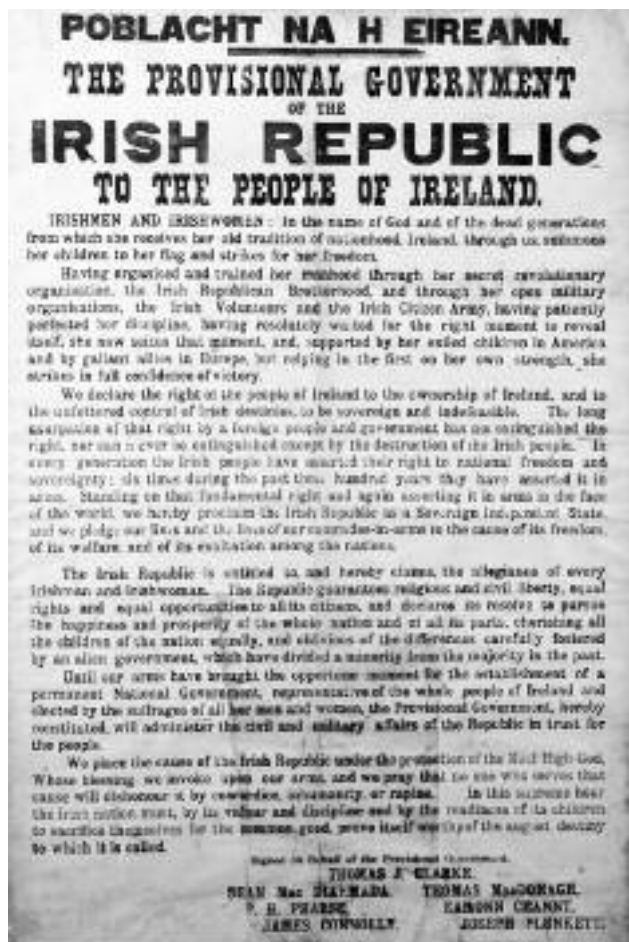 POBLACHT NA H EIREANN.
THE PROVISIONAL GOVERNMENT
OF THE
IRISH REPUBLIC
TO THE PEOPLE OF IRELAND.
IRISHMEN AND IRISHWOMEN : In the name of God and of the dead generations
from which she receives her old tradition of nationhood, Ireland, through us, summons
her children to her flag and strikes for her freedom.
Having organised and trained her manhood through her secret revolutionary
organisation, the Irish Republican Brotherhood, and through her open military
organisations, the Irish Volunteers and the Irish Citizen Army, having patiently
perfected her discipline, having resolutely waited for the right moment to reveal
itself, she now seizes that moment, and, supported by her exiled children in America
and by gallant allies in Europe, but relying in the first on her own strength, she
strikes in full confidence of victory.
We declare the right of the people of Ireland to the ownership of Ireland, and to
the unfettered control of Irish destinies, to be sovereign and indefeasible. The long
usurpation of that right by a foreign people and government has not extinguished the
right, nor can it ever be extinguished except by the destruction of the Irish people. In
every generation the Irish people have asserted their right to national freedom and
sovereignty; six times during the past three hundred years they have asserted it in
arms. Standing on that fundamental right and again asserting it in arms in the face
of the world, we hereby proclaim the Irish Republic as a Sovereign Independent State,
and we pledge our lives and the lives of our comrades-in-arms to the cause of its freedom,
of its welfare, and of its exaltation among the nations.
The Irish Republic is entitled to, and hereby claims, the allegiance of every
Irishman and Irishwoman. The Republic guarantees religious and civil liberty, equal
rights and equal opportunities to all its citizens, and declares its resolve to pursue
the happiness and prosperity of the whole nation and of all its parts, cherishing all
the children of the nation equally, and oblivious of the differences carefully fostered
by an alien government, which have divided a minority from the majority in the past.
Until our arms have brought the opportune moment for the establishment of a
permanent National Government, representative of the whole people of Ireland and
elected by the suffrages of all her men and women, the Provisional Government, hereby
constituted, will administer the civil and military affairs of the Republic in trust for
the people.
We place the cause of the Irish Republic under the protection of the Most High God,
Whose blessing we invoke upon our arms, and we pray that no one who serves that
cause will dishonour it by cowardice, inhumanity, or rapine. In this supreme hour
the Irish nation must, by its valour and discipline and by the readiness of its children
to sacrifice themselves for the common good, prove itself worthy of the august destiny
to which it is called.
Signed on Behalf of the Provisional Government,
THOMAS J. CLARKE,
SEAN Mac DIARMADA, THOMAS MacDONAGH,
P. H. PEARSE, EAMONN CEANNT,
JAMES CONNOLLY, JOSEPH PLUNKETT.